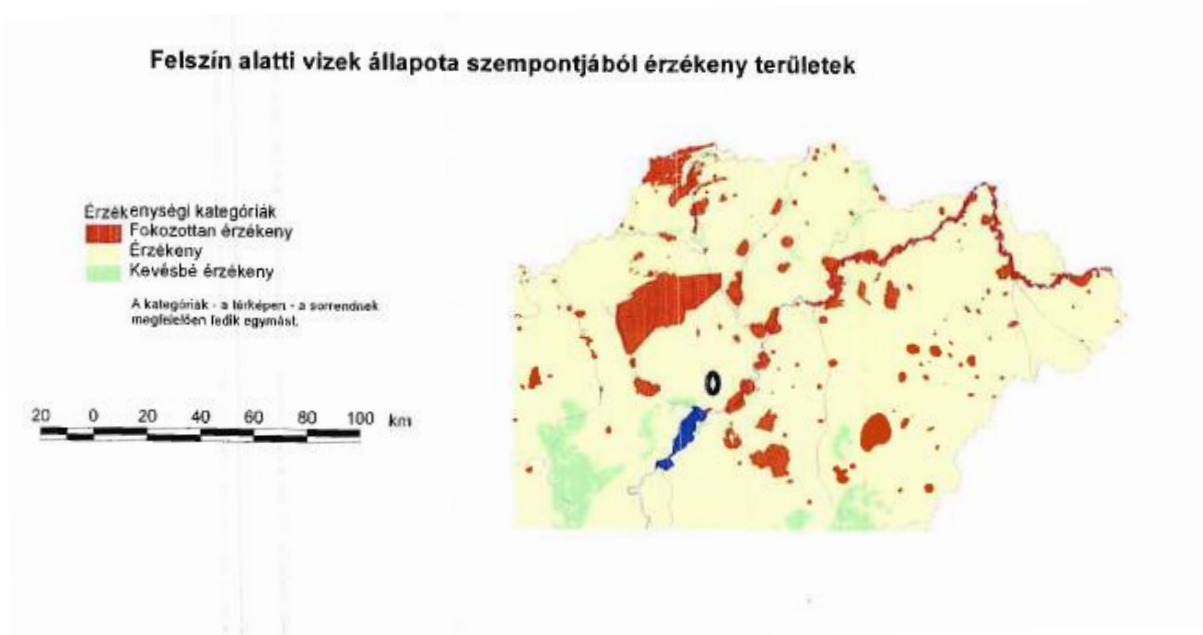 Felszín alatti vizek állapota szempontjából érzékeny területek
Érzékenységi kategóriák
Fokozottan érzékeny
Érzékeny
Kevésbé érzékeny
A kategóriák - a térképen - a sorrendnek
megfelelően fedik egymást.
20 0 20 40 60 80 100 km